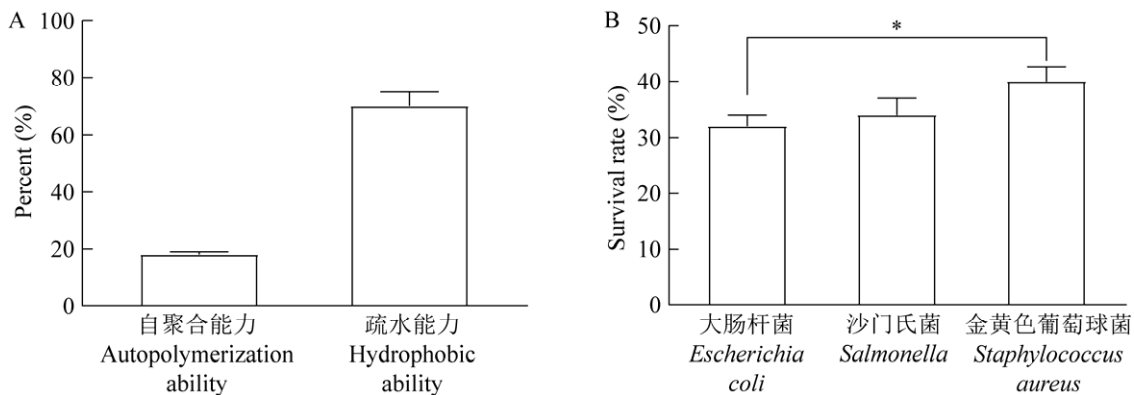 A
Percent (%)
100
80
60
40
20
0
自聚合能力
Autopolymerization
ability
疏水能力
Hydrophobic
ability
B
Survival rate (%)
50
40
30
20
10
0
*
大肠杆菌
Escherichia
coli
沙门氏菌
Salmonella
金黄色葡萄球菌
Staphylococcus
aureus